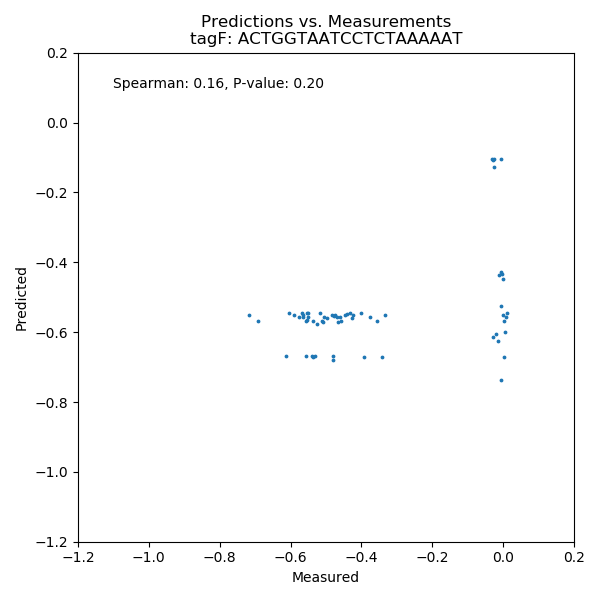 Predictions vs. Measurements
tagF: ACTGGTAATCCTCTAAAAAT
Spearman: 0.16, P-value: 0.20
0.2
0.0
−0.2
−0.4
−0.6
−0.8
−1.0
−1.2
Predicted
−1.2 −1.0 −0.8 −0.6 −0.4 −0.2 0.0 0.2
Measured